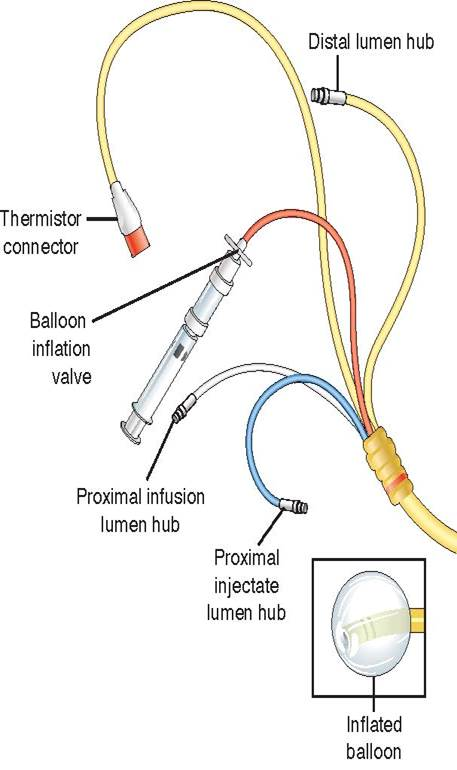 Distal lumen hub
Thermistor
connector
Balloon
inflation
valve
Proximal infusion
lumen hub
Proximal
injectate
lumen hub
Inflated
balloon